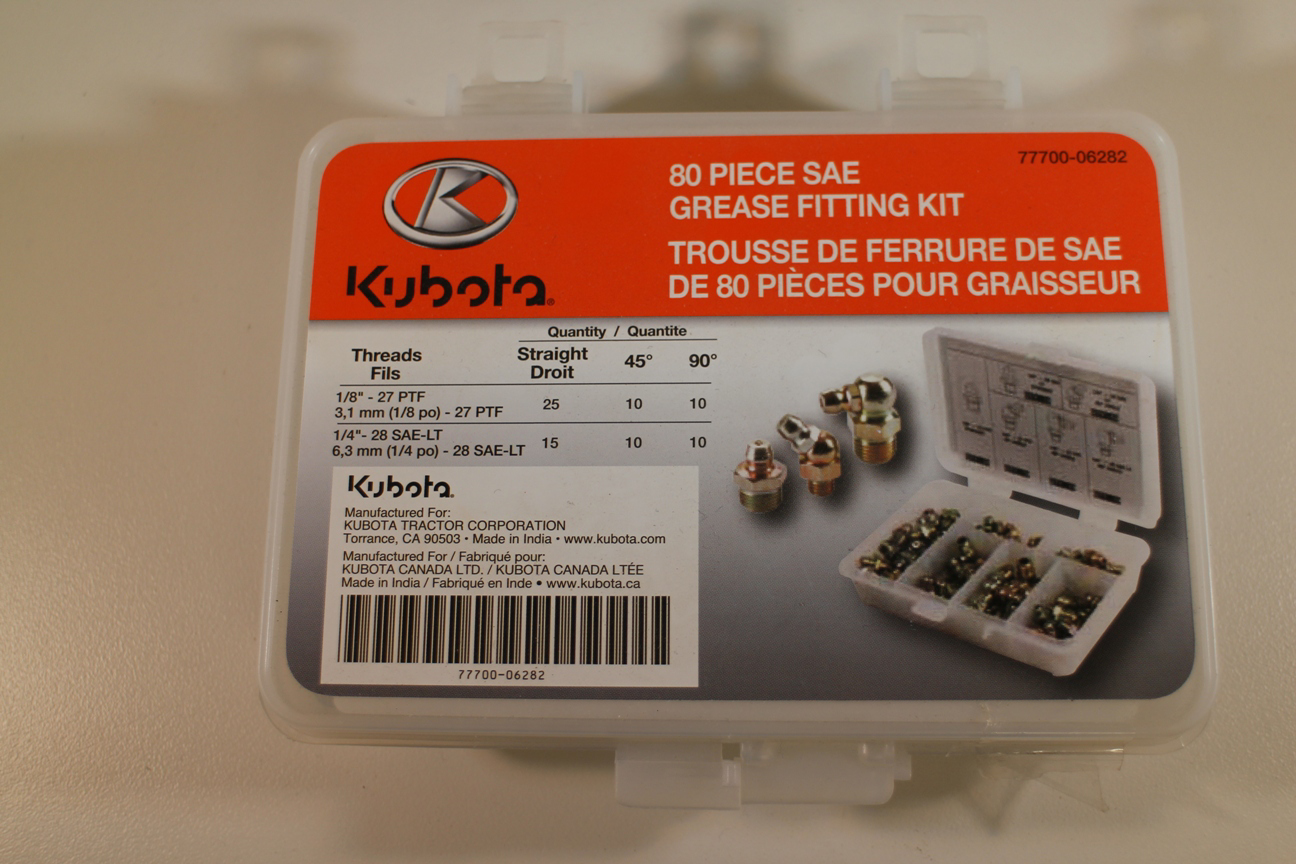 77700-06282
80 PIECE SAE
GREASE FITTING KIT
TROUSSE DE FERRURE DE SAE
DE 80 PIÈCES POUR GRAISSEUR
Kubota®
Quantity / Quantite
Threads Straight 45° 90°
Fils Droit
1/8" - 27 PTF
3,1 mm (1/8 po) - 27 PTF 25 10 10
1/4"- 28 SAE-LT
6,3 mm (1/4 po) - 28 SAE-LT 15 10 10
Kubota.
Manufactured For:
KUBOTA TRACTOR CORPORATION
Torrance, CA 90503 • Made in India • www.kubota.com
Manufactured For / Fabriqué pour:
KUBOTA CANADA LTD. / KUBOTA CANADA LTÉE
Made in India / Fabriqué en Inde • www.kubota.ca
77700-06282